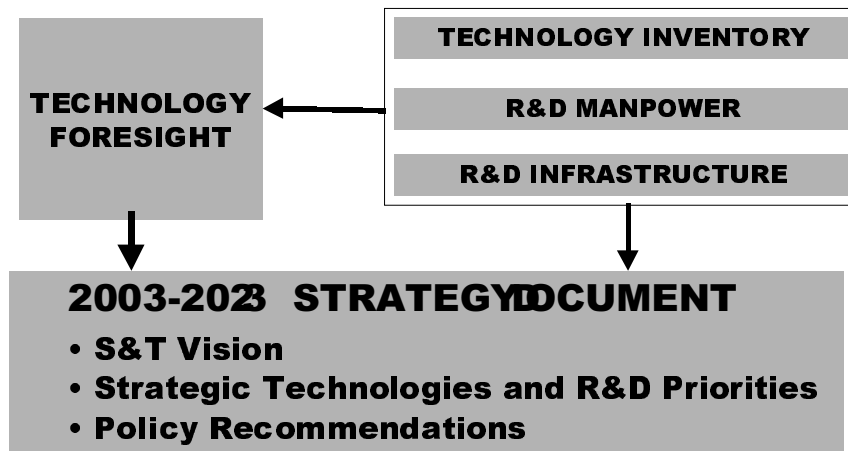 TECHNOLOGY
FORESIGHT
TECHNOLOGY INVENTORY
R&D MANPOWER
R&D INFRASTRUCTURE
2003-2023 STRATEGY DOCUMENT
• S&T Vision
• Strategic Technologies and R&D Priorities
• Policy Recommendations